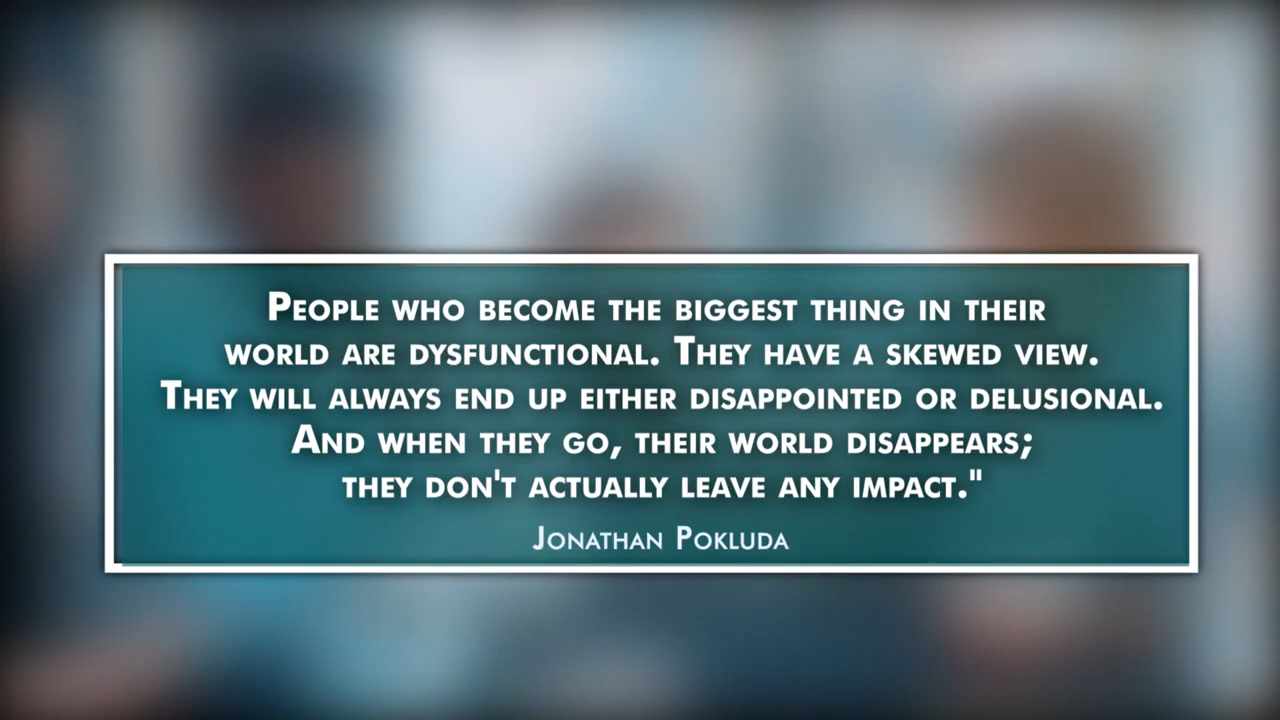 People who become the biggest thing in their
world are dysfunctional. They have a skewed view.
They will always end up either disappointed or delusional.
And when they go, their world disappears;
they don't actually leave any impact."
Jonathan Pokluda